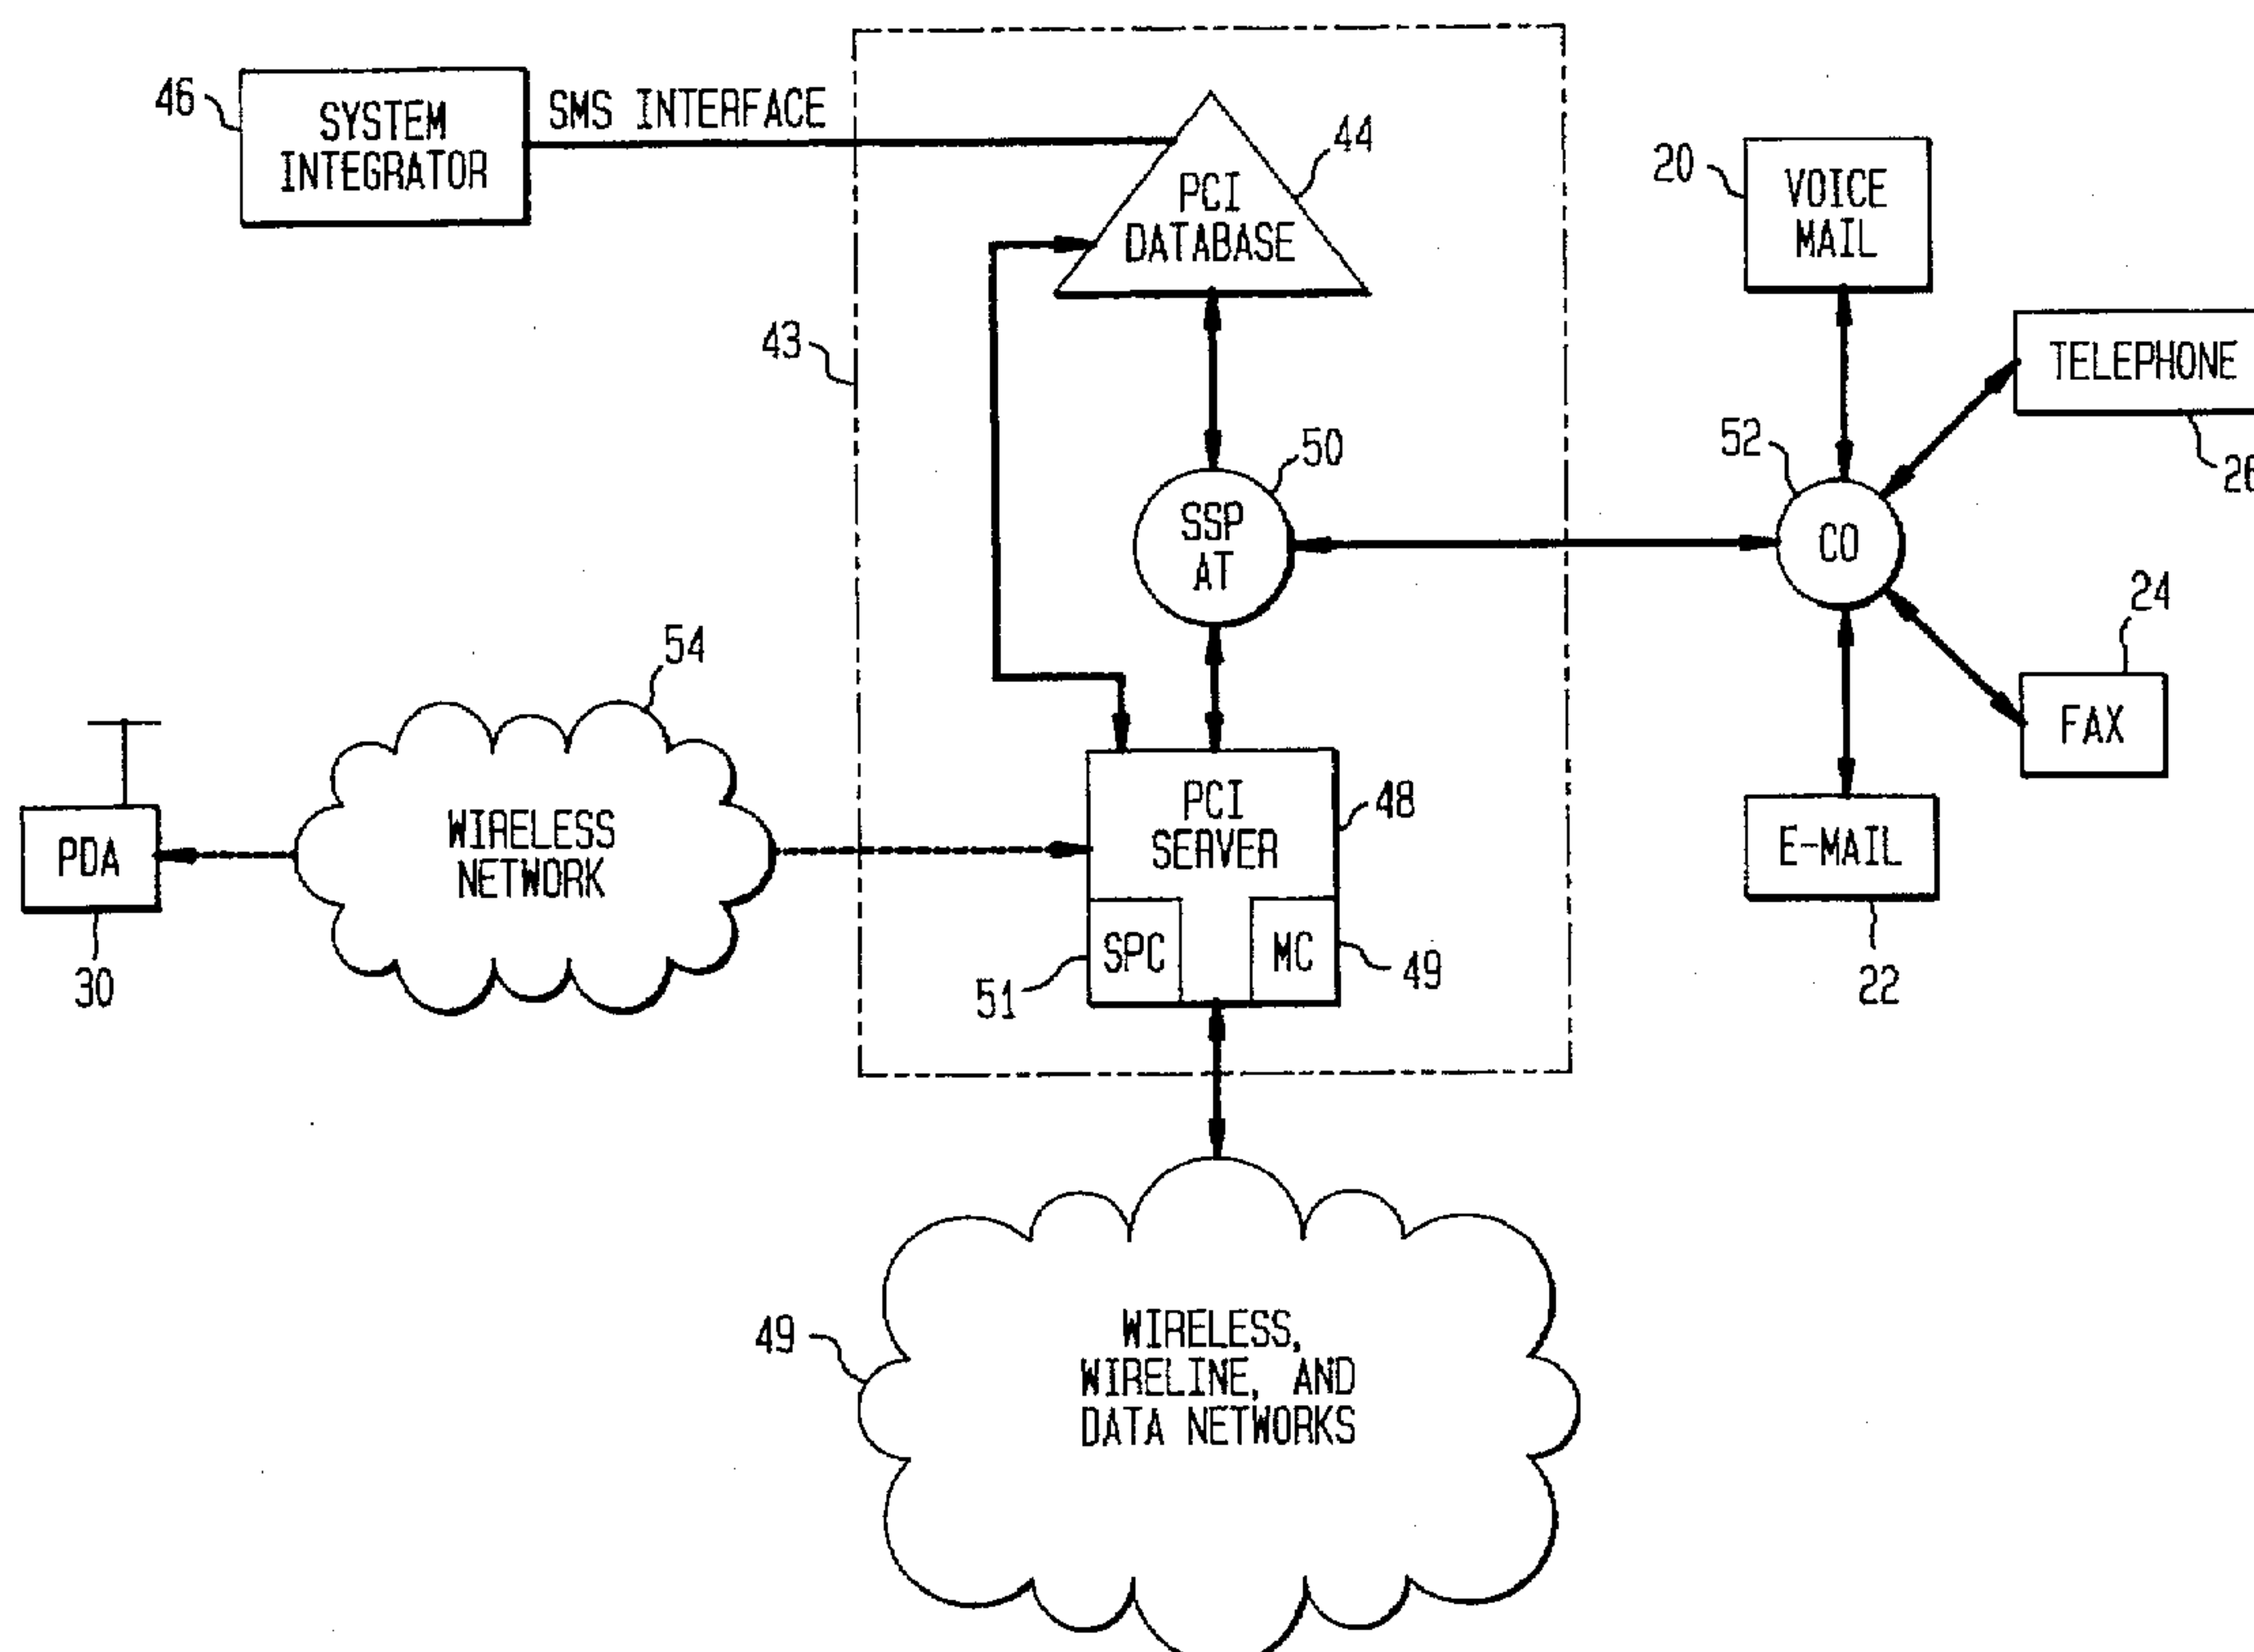 46
SYSTEM
INTEGRATOR
SMS INTERFACE
PCI
DATABASE
44
20
VOICE
MAIL
43
TELEPHONE
26
50
SSP
AT
52
CO
24
FAX
54
WIRELESS
NETWORK
PDA
30
PCI
SERVER
48
SPC
MC
51
49
E-MAIL
22
49
WIRELESS,
WIRELINE, AND
DATA NETWORKS